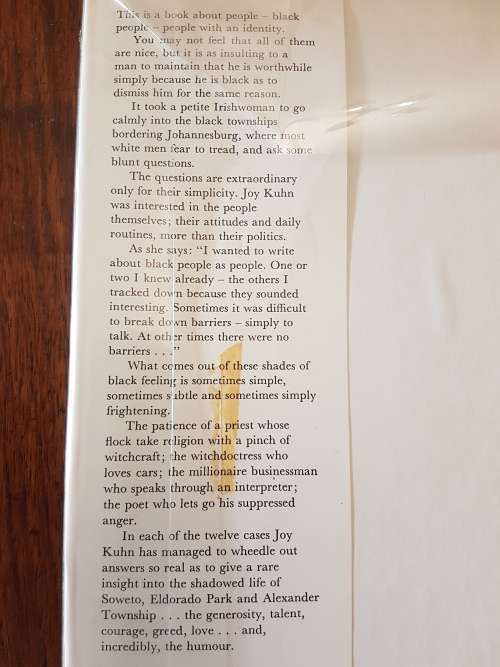 This is a book about people – black
people – people with an identity.
You may not feel that all of them
are nice, but it is as insulting to a
man to maintain that he is worthwhile
simply because he is black as to
dismiss him for the same reason.
It took a petite Irishwoman to go
calmly into the black townships
bordering Johannesburg, where most
white men fear to tread, and ask some
blunt questions.
The questions are extraordinary
only for their simplicity. Joy Kuhn
was interested in the people
themselves; their attitudes and daily
routines, more than their politics.
As she says: “I wanted to write
about black people as people. One or
two I knew already – the others I
tracked down because they sounded
interesting. Sometimes it was difficult
to break down barriers – simply to
talk. At other times there were no
barriers . . .”
What comes out of these shades of
black feeling is sometimes simple,
sometimes subtle and sometimes simply
frightening.
The patience of a priest whose
flock take religion with a pinch of
witchcraft; the witchdoctress who
loves cars; the millionaire businessman
who speaks through an interpreter;
the poet who lets go his suppressed
anger.
In each of the twelve cases Joy
Kuhn has managed to wheedle out
answers so real as to give a rare
insight into the shadowed life of
Soweto, Eldorado Park and Alexander
Township . . . the generosity, talent,
courage, greed, love . . . and,
incredibly, the humour.